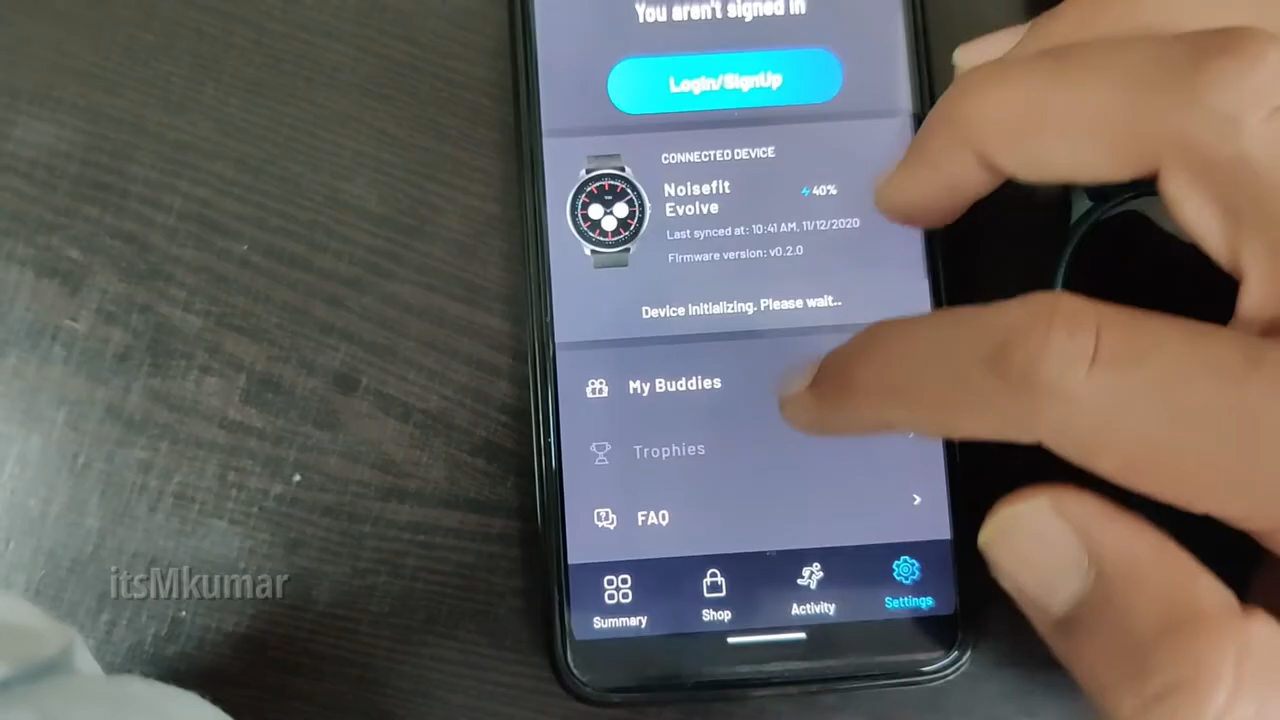 You aren't signed in
Login/SignUp
CONNECTED DEVICE
Noisefit
Evolve
40%
Last synced at: 10:41 AM, 11/12/2020
Firmware version: v0.2.0
Device initializing. Please wait..
My Buddies
Trophies
FAQ
Summary
Shop
Activity
Settings
itsMkumar